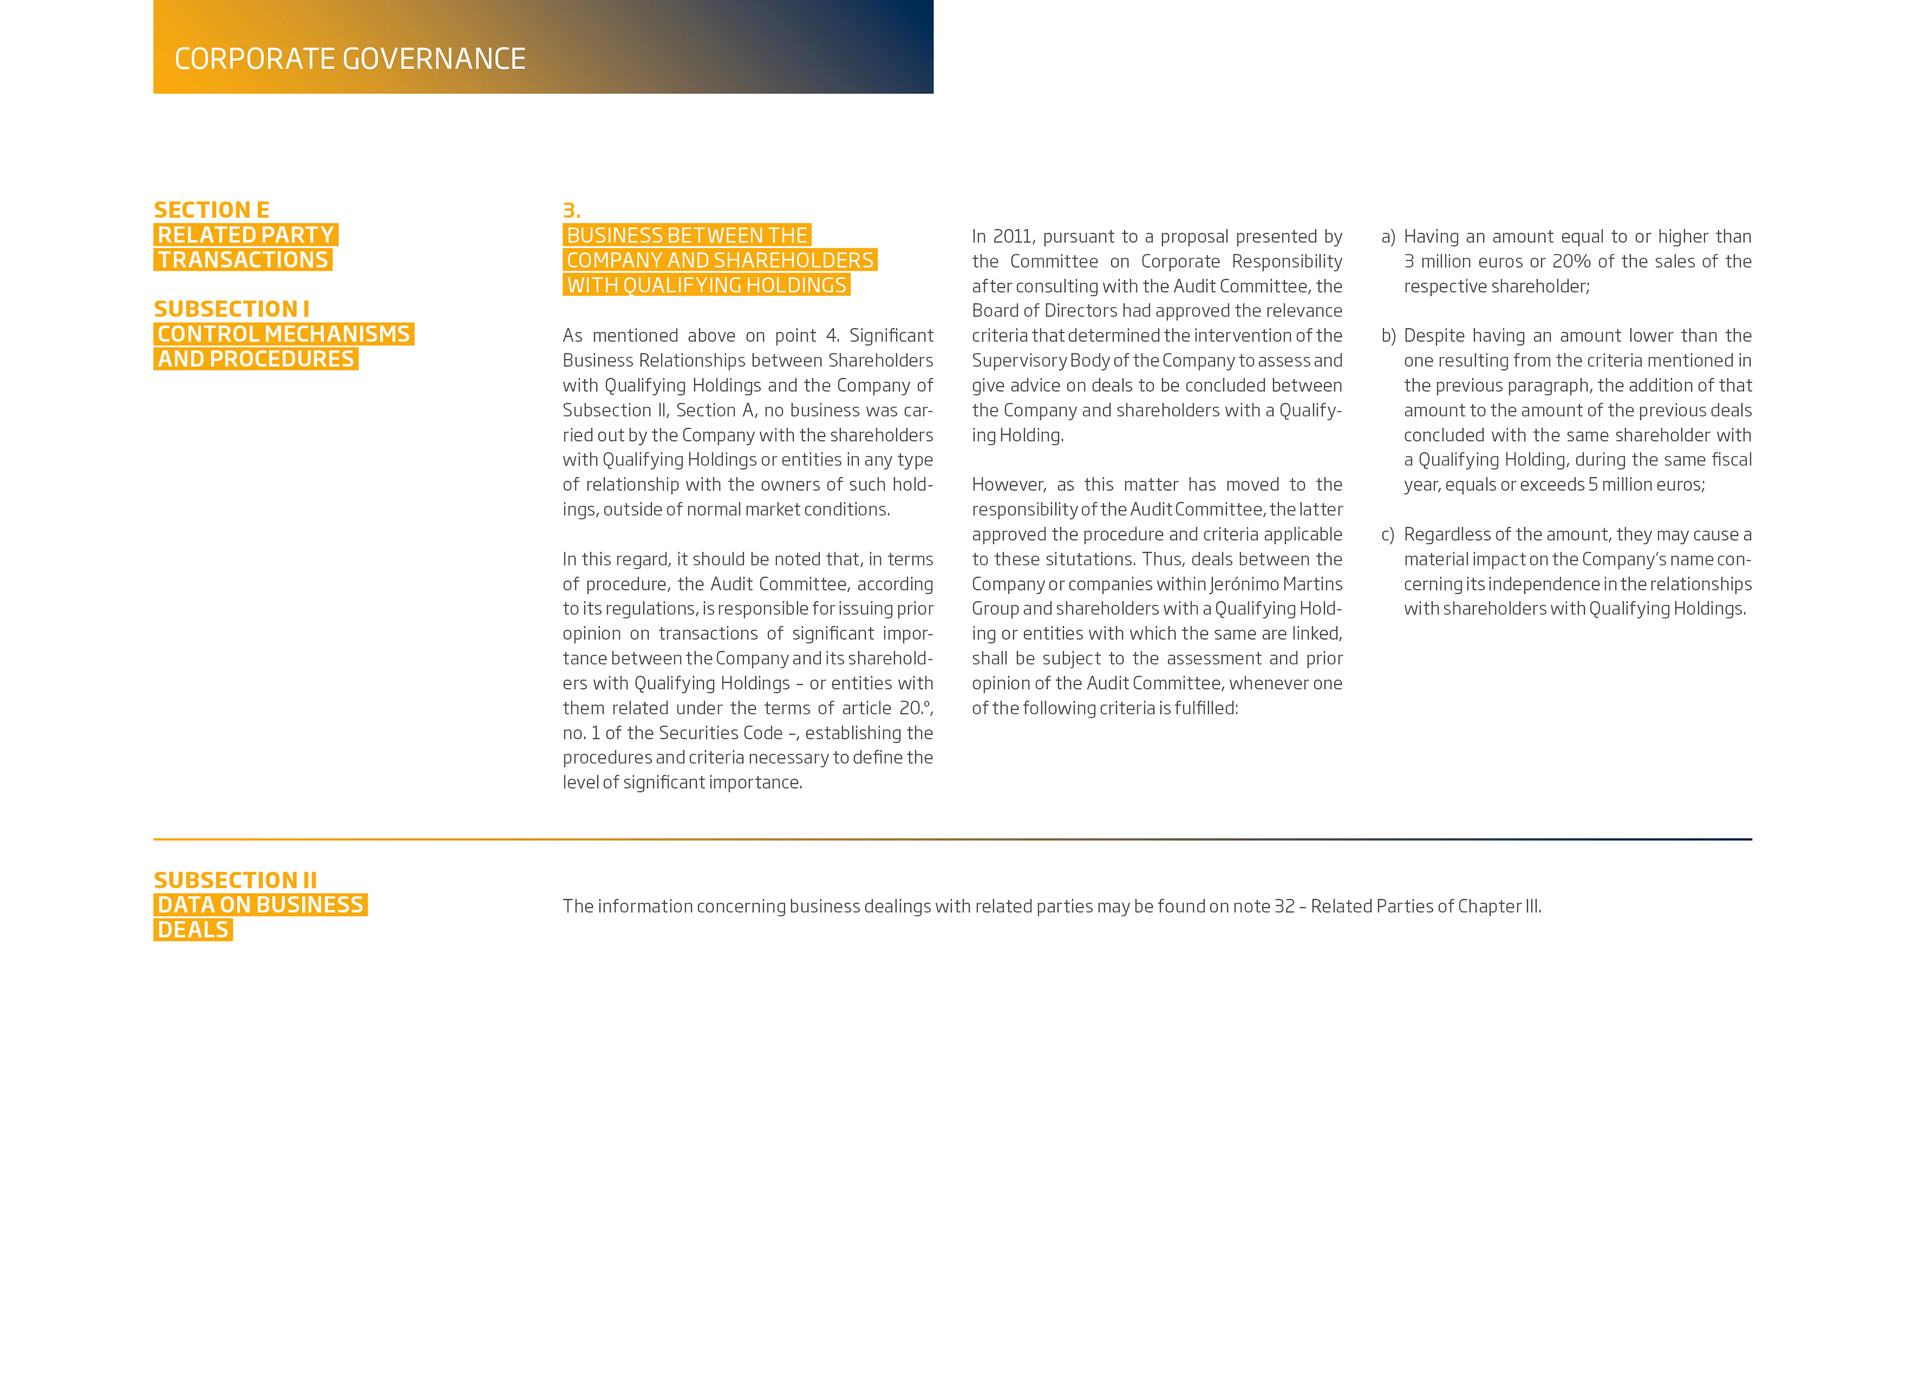 CORPORATE GOVERNANCE
SECTION E
RELATED PARTY
TRANSACTIONS
SUBSECTION I
CONTROL MECHANISMS
AND PROCEDURES
3.
BUSINESS BETWEEN THE
COMPANY AND SHAREHOLDERS
WITH QUALIFYING HOLDINGS
As mentioned above on point 4. Significant
Business Relationships between Shareholders
with Qualifying Holdings and the Company of
Subsection II, Section A, no business was car-
ried out by the Company with the shareholders
with Qualifying Holdings or entities in any type
of relationship with the owners of such hold-
ings, outside of normal market conditions.
In this regard, it should be noted that, in terms
of procedure, the Audit Committee, according
to its regulations, is responsible for issuing prior
opinion on transactions of significant impor-
tance between the Company and its sharehold-
ers with Qualifying Holdings – or entities with
them related under the terms of article 20.º,
no. 1 of the Securities Code –, establishing the
procedures and criteria necessary to define the
level of significant importance.
In 2011, pursuant to a proposal presented by
the Committee on Corporate Responsibility
after consulting with the Audit Committee, the
Board of Directors had approved the relevance
criteria that determined the intervention of the
Supervisory Body of the Company to assess and
give advice on deals to be concluded between
the Company and shareholders with a Qualify-
ing Holding.
However, as this matter has moved to the
responsibility of the Audit Committee, the latter
approved the procedure and criteria applicable
to these situtations. Thus, deals between the
Company or companies within Jerónimo Martins
Group and shareholders with a Qualifying Hold-
ing or entities with which the same are linked,
shall be subject to the assessment and prior
opinion of the Audit Committee, whenever one
of the following criteria is fulfilled:
a) Having an amount equal to or higher than
3 million euros or 20% of the sales of the
respective shareholder;
b) Despite having an amount lower than the
one resulting from the criteria mentioned in
the previous paragraph, the addition of that
amount to the amount of the previous deals
concluded with the same shareholder with
a Qualifying Holding, during the same fiscal
year, equals or exceeds 5 million euros;
c) Regardless of the amount, they may cause a
material impact on the Company's name con-
cerning its independence in the relationships
with shareholders with Qualifying Holdings.
SUBSECTION II
DATA ON BUSINESS
DEALS
The information concerning business dealings with related parties may be found on note 32 – Related Parties of Chapter III.